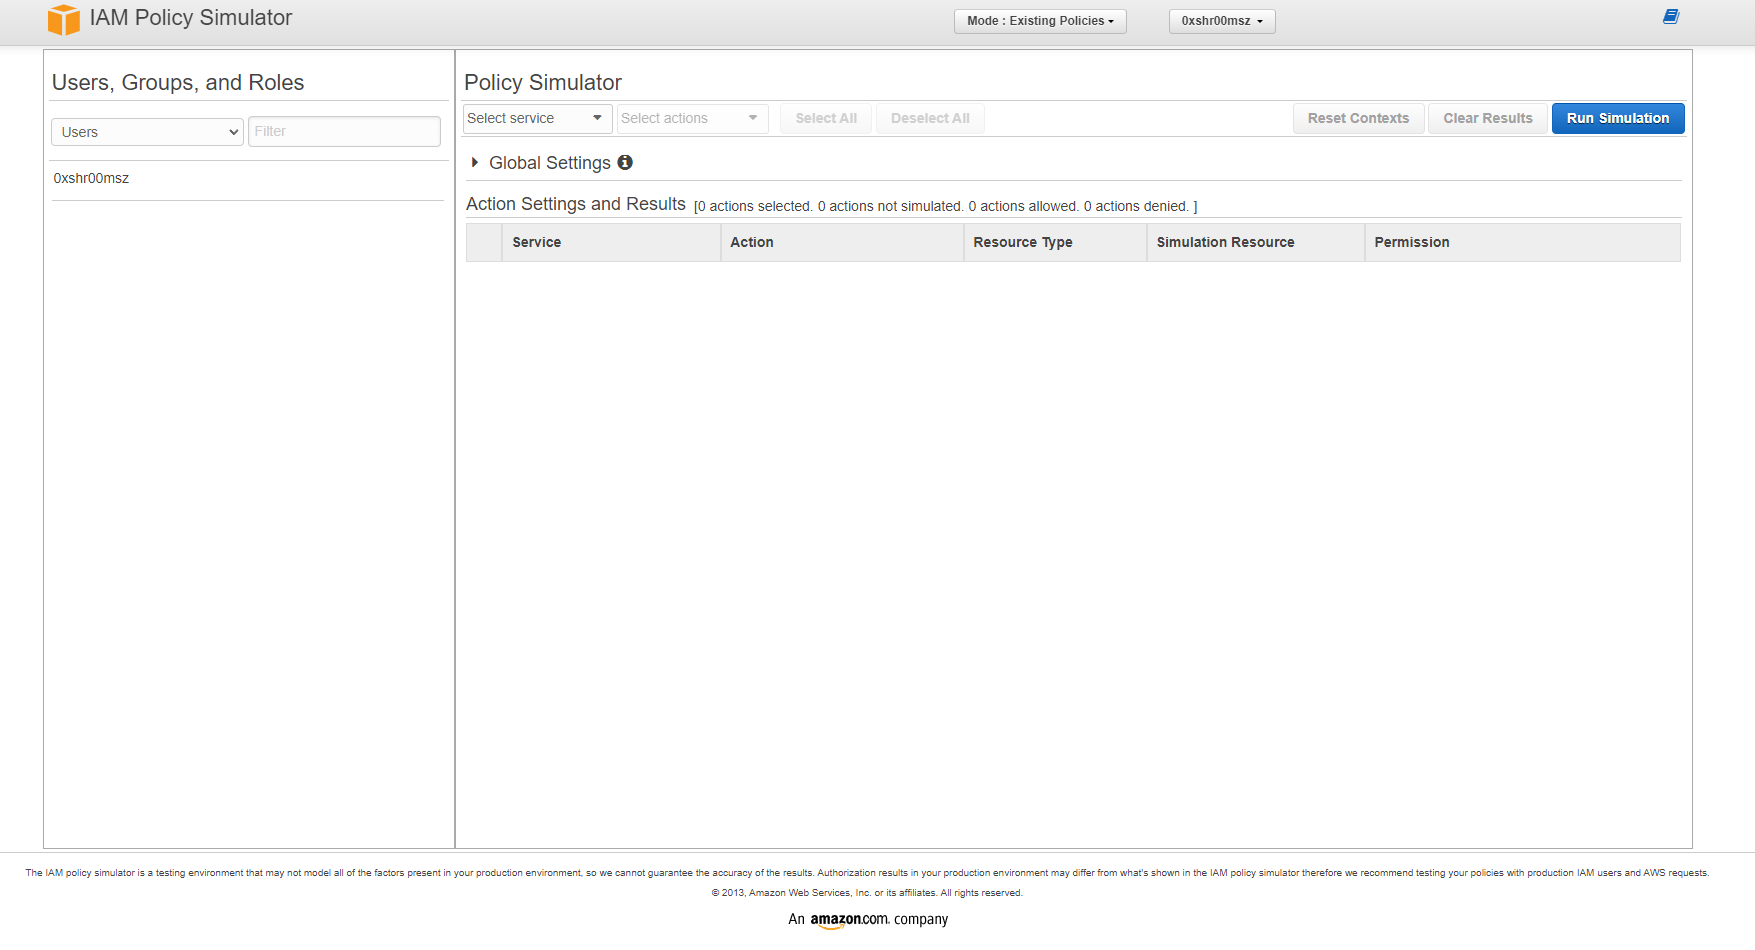 IAM Policy Simulator
Mode : Existing Policies
0xshr00msz
Users, Groups, and Roles
Users
Filter
0xshr00msz
Policy Simulator
Select service
Select actions
Select All
Deselect All
Reset Contexts
Clear Results
Run Simulation
Global Settings
Action Settings and Results [0 actions selected. 0 actions not simulated. 0 actions allowed. 0 actions denied. ]
Service Action Resource Type Simulation Resource Permission
The IAM policy simulator is a testing environment that may not model all of the factors present in your production environment, so we cannot guarantee the accuracy of the results. Authorization results in your production environment may differ from what's shown in the IAM policy simulator therefore we recommend testing your policies with production IAM users and AWS requests.
© 2013, Amazon Web Services, Inc. or its affiliates. All rights reserved.
An amazon.com company